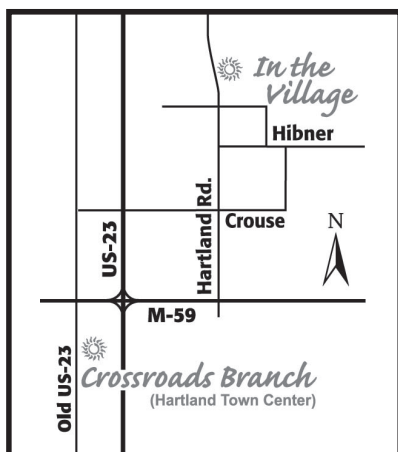 In the
Village
Hibner
Hartland Rd.
Crouse
N
US-23
M-59
Old US-23
Crossroads Branch
(Hartland Town Center)